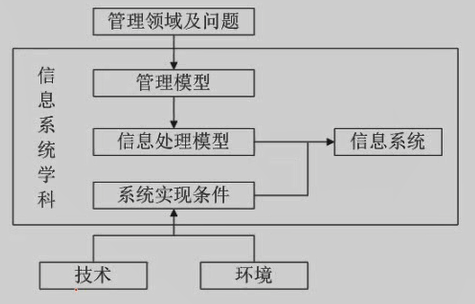 管理领域及问题
信息系统学科
管理模型
信息处理模型
信息系统
系统实现条件
技术
环境